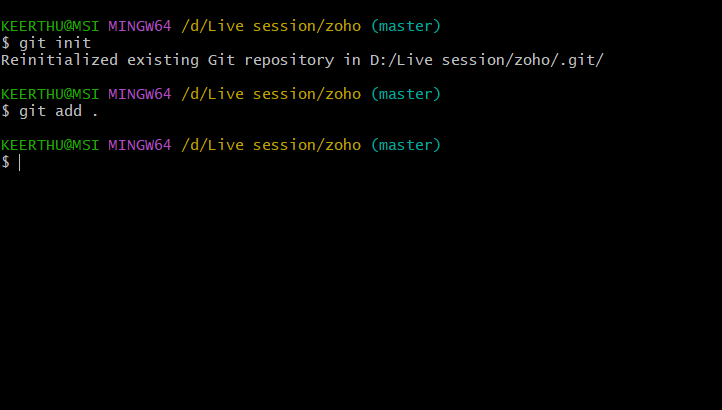 KEERTHU@MSI MINGW64 /d/Live session/zoho (master)
$ git init
Reinitialized existing Git repository in D:/Live session/zoho/.git/
KEERTHU@MSI MINGW64 /d/Live session/zoho (master)
$ git add .
KEERTHU@MSI MINGW64 /d/Live session/zoho (master)
$